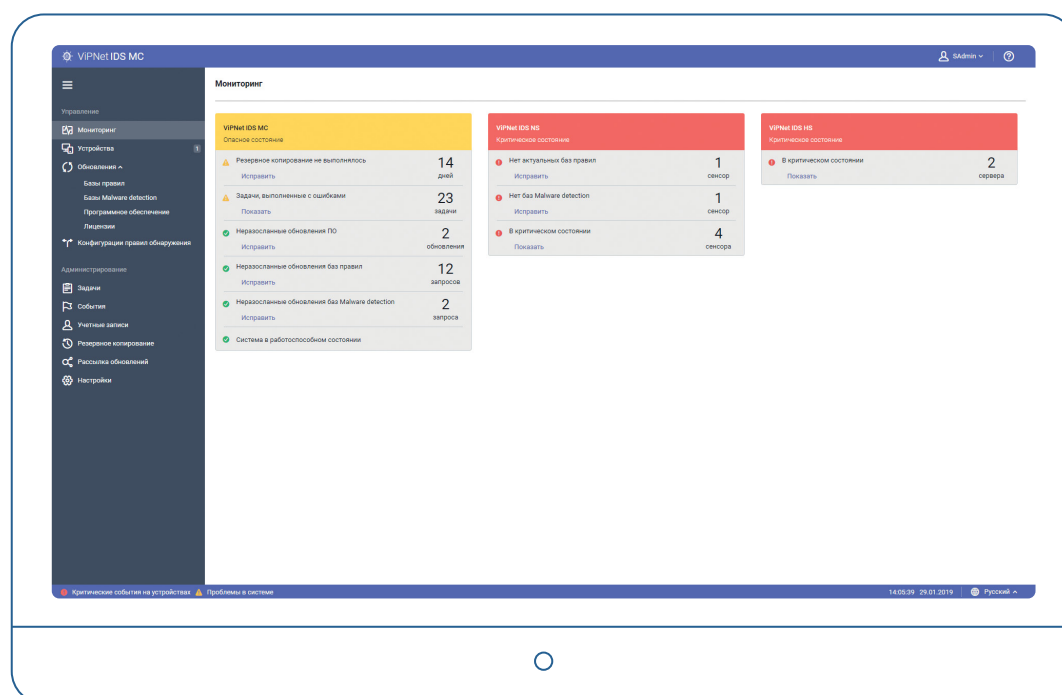 ViPNet IDS MC
SAdmin
Мониторинг
Управление
Мониторинг
Устройства 1
Обновления
Базы правил
Базы Malware detection
Программное обеспечение
Лицензии
Конфигурации правил обнаружения
Администрирование
Задачи
События
Учетные записи
Резервное копирование
Рассылка обновлений
Настройки
ViPNet IDS MC
Опасное состояние
Резервное копирование не выполнялось 14
Исправить дней
Задачи, выполненные с ошибками 23
Показать задачи
Неразосланные обновления ПО 2
Исправить обновления
Неразосланные обновления баз правил 12
Исправить запросов
Неразосланные обновления баз Malware detection 2
Исправить запроса
Система в работоспособном состоянии
ViPNet IDS NS
Критическое состояние
Нет актуальных баз правил 1
Исправить сенсор
Нет баз Malware detection 1
Исправить сенсор
В критическом состоянии 4
Показать сенсора
ViPNet IDS HS
Критическое состояние
В критическом состоянии 2
Показать сервера
Критические события на устройствах Проблемы в системе
14:05:39 29.01.2019 Русский